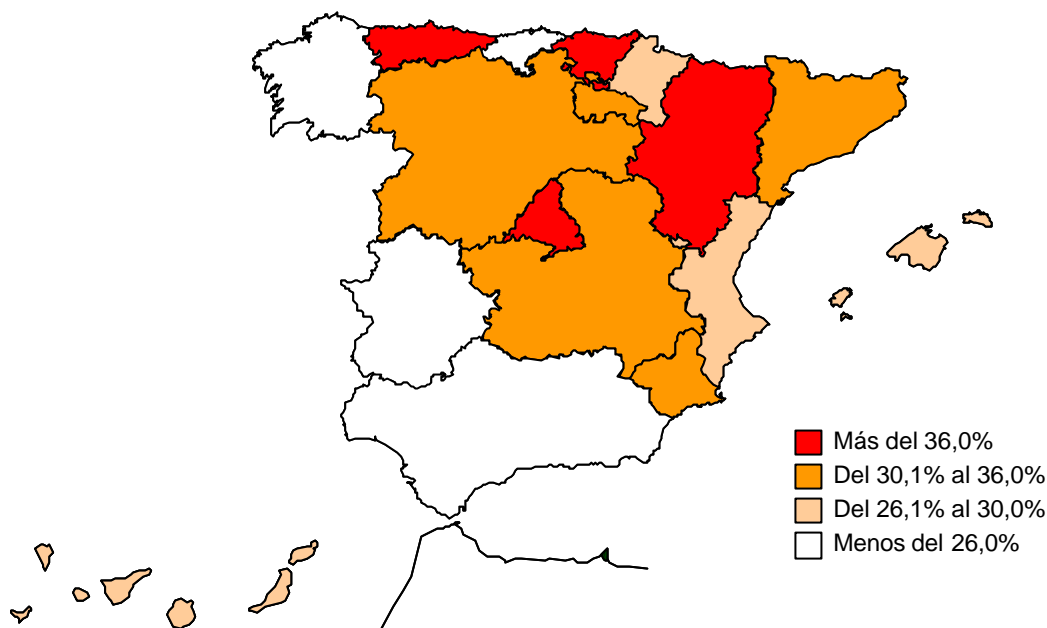 Más del 36,0%
Del 30,1% al 36,0%
Del 26,1% al 30,0%
Menos del 26,0%